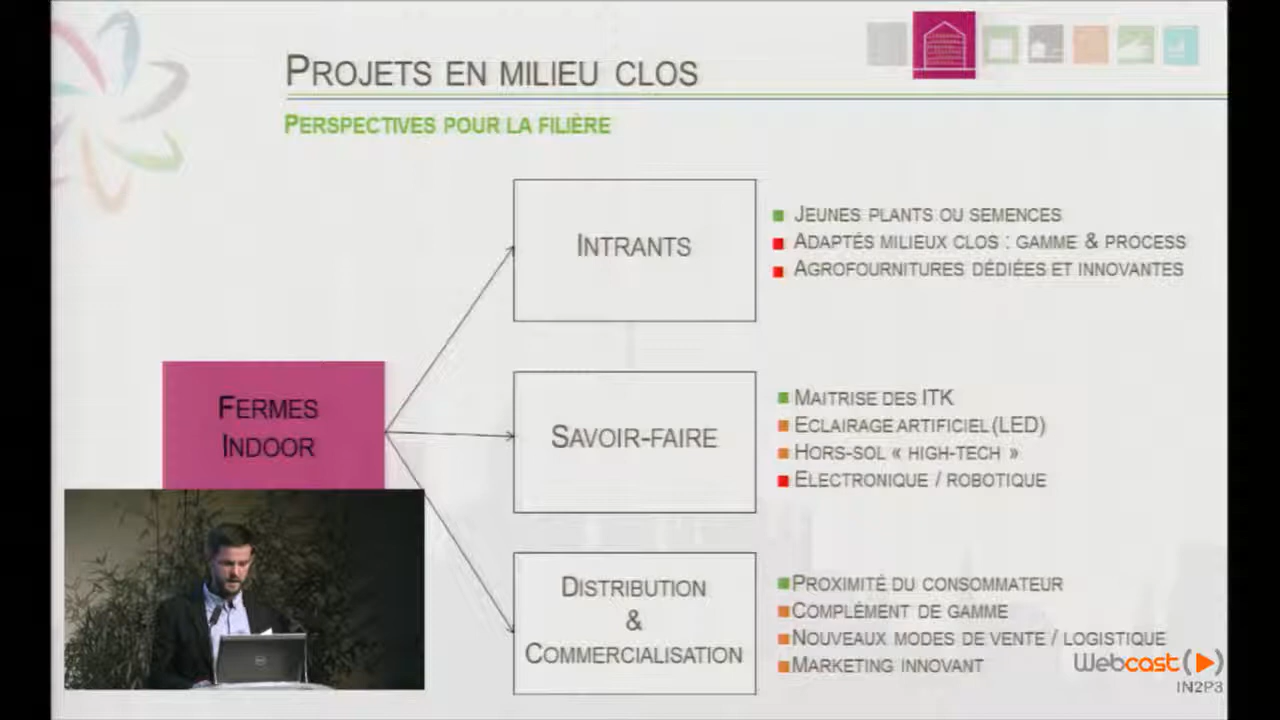 PROJETS EN MILIEU CLOS
PERSPECTIVES POUR LA FILIÈRE
INTRANTS
JEUNES PLANTS OU SEMENCES
ADAPTÉS MILIEUX CLOS : GAMME & PROCESS
AGROFOURNITURES DÉDIÉES ET INNOVANTES
FERMES
INDOOR
SAVOIR-FAIRE
MAITRISE DES ITK
ECLAIRAGE ARTIFICIEL (LED)
HORS-SOL « HIGH-TECH »
ELECTRONIQUE / ROBOTIQUE
DISTRIBUTION
&
COMMERCIALISATION
PROXIMITÉ DU CONSOMMATEUR
COMPLÉMENT DE GAMME
NOUVEAUX MODES DE VENTE / LOGISTIQUE
MARKETING INNOVANT
Webcast
IN2P3